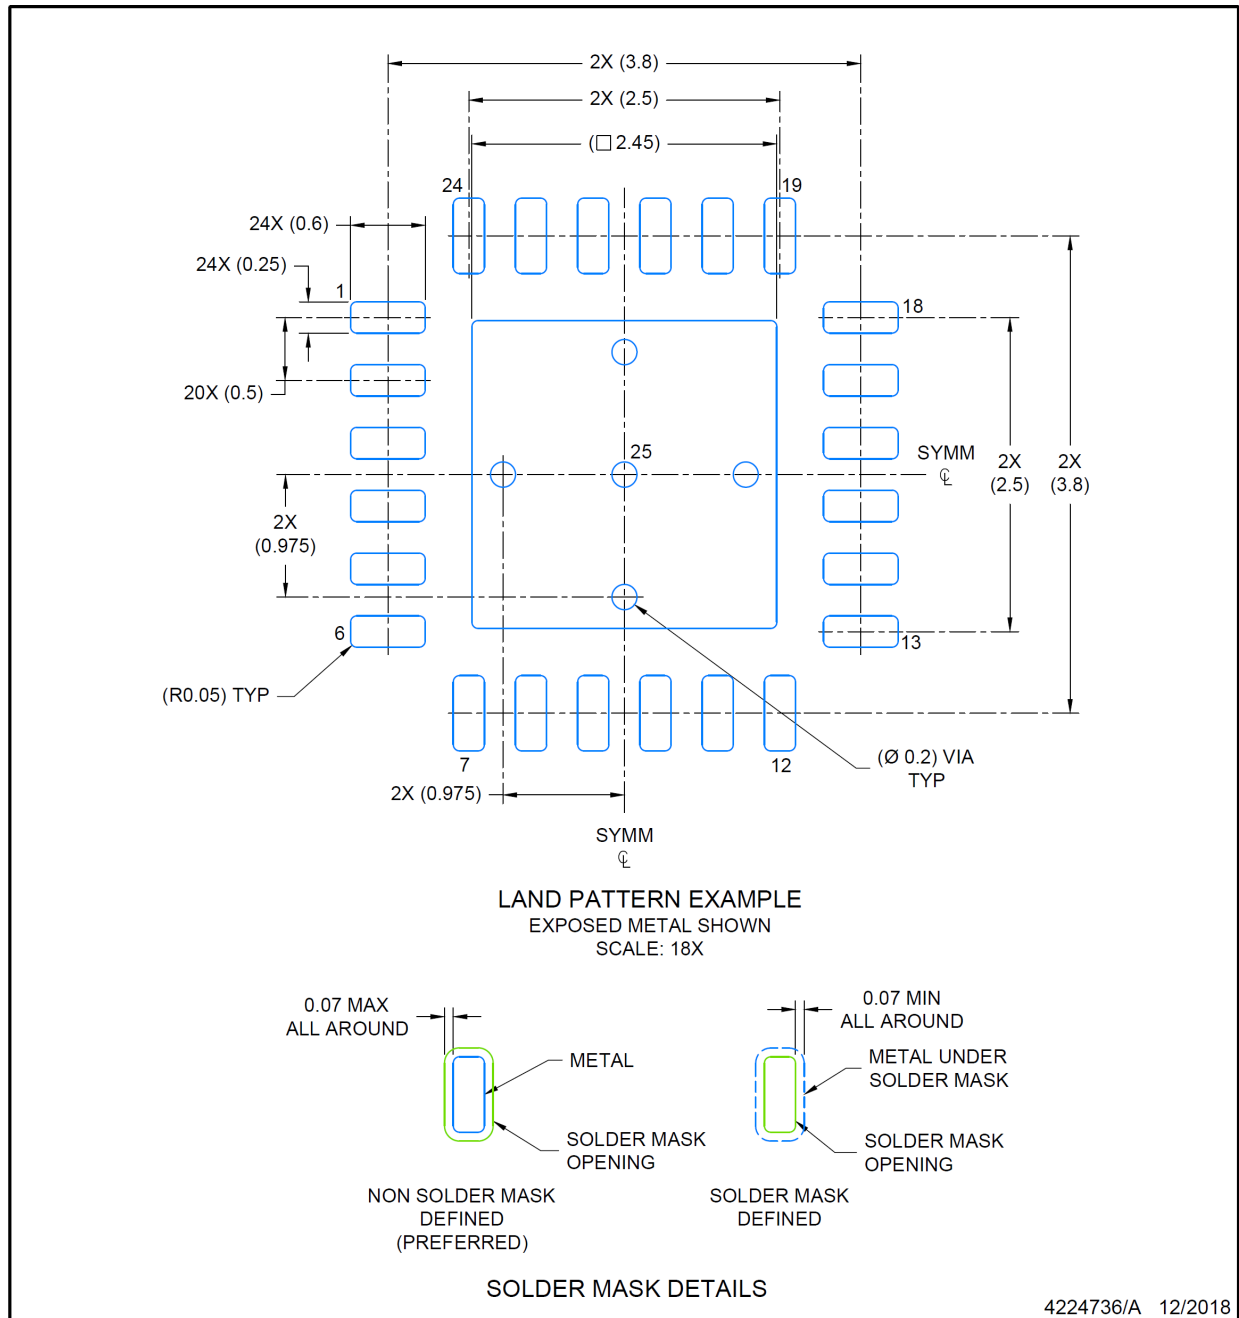 2X (3.8)
2X (2.5)
(□ 2.45)
24
19
24X (0.6)
24X (0.25)
1
18
20X (0.5)
25
SYMM
℄
2X
(2.5)
2X
(3.8)
2X
(0.975)
6
13
(R0.05) TYP
7
12
(Ø 0.2) VIA
TYP
2X (0.975)
SYMM
℄
LAND PATTERN EXAMPLE
EXPOSED METAL SHOWN
SCALE: 18X
0.07 MAX
ALL AROUND
METAL
SOLDER MASK
OPENING
NON SOLDER MASK
DEFINED
(PREFERRED)
0.07 MIN
ALL AROUND
METAL UNDER
SOLDER MASK
SOLDER MASK
OPENING
SOLDER MASK
DEFINED
SOLDER MASK DETAILS
4224736/A 12/2018